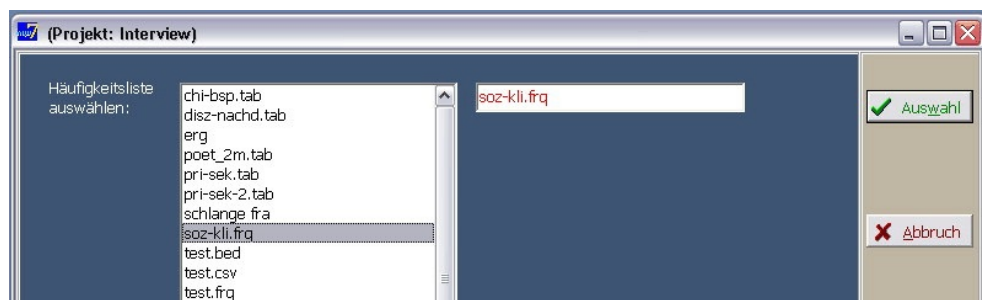 (Projekt: Interview)
Häufigkeitsliste
auswählen:
chi-bsp.tab
disz-nachd.tab
erg
poet_2m.tab
pri-sek.tab
pri-sek-2.tab
schlange fra
soz-kli.frq
test.bed
test.csv
test.frq
soz-kli.frq
Auswahl
Abbruch